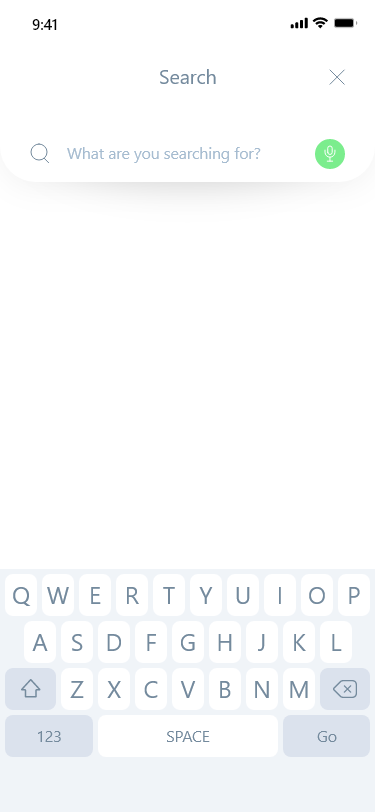 9:41
Search
What are you searching for?
Q W E R T Y U I O P
A S D F G H J K L
Z X C V B N M
123 SPACE Go